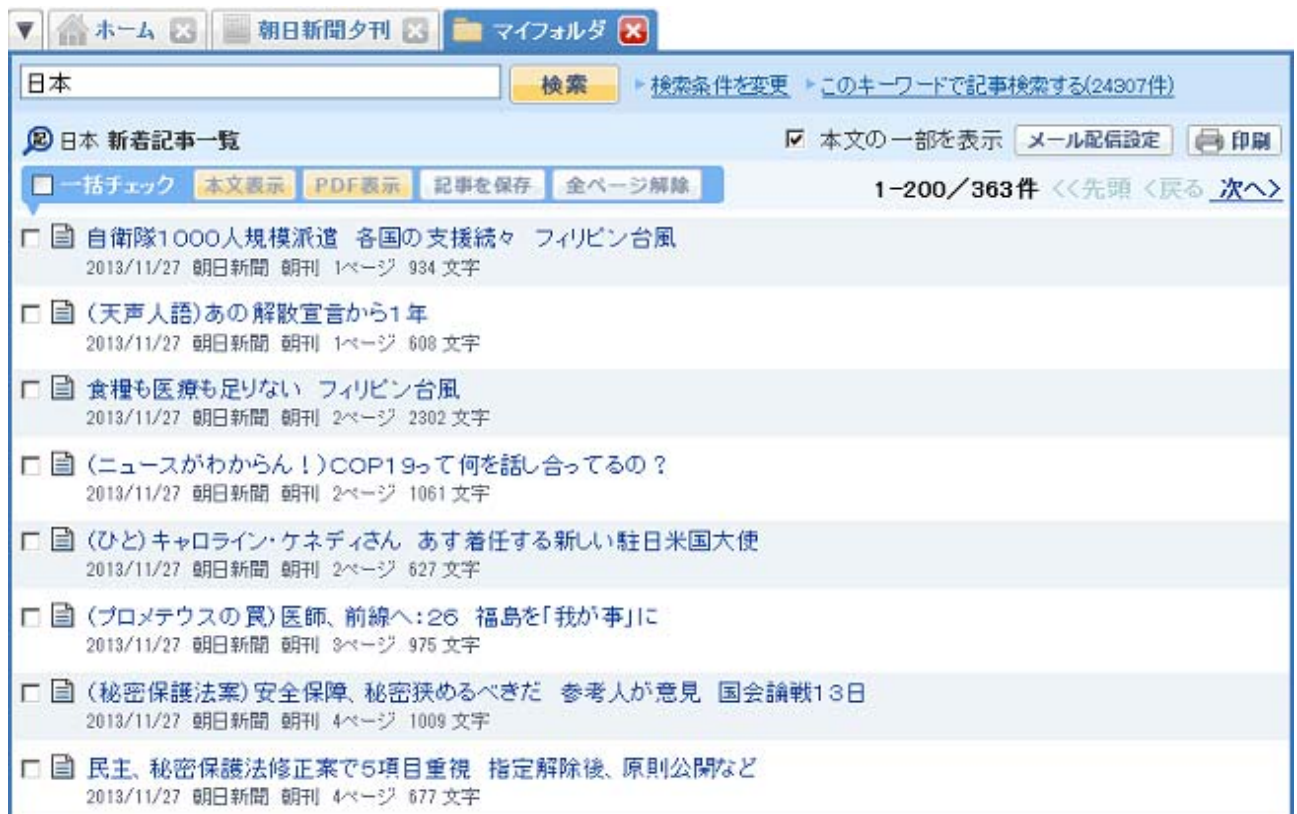 ▼ ホーム 朝日新聞夕刊 マイフォルダ
日本 検索 検索条件を変更 このキーワードで記事検索する(24307件)
日本 新着記事一覧 本文の一部を表示 メール配信設定 印刷
一括チェック 本文表示 PDF表示 記事を保存 全ページ解除 1-200/363件 <<先頭 <戻る 次へ>
自衛隊1000人規模派遣 各国の支援続々 フィリピン台風
2013/11/27 朝日新聞 朝刊 1ページ 934 文字
(天声人語)あの解散宣言から1年
2013/11/27 朝日新聞 朝刊 1ページ 608 文字
食糧も医療も足りない フィリピン台風
2013/11/27 朝日新聞 朝刊 2ページ 2302 文字
(ニュースがわからん!)COP19って何を話し合ってるの?
2013/11/27 朝日新聞 朝刊 2ページ 1061 文字
(ひと)キャロライン・ケネディさん あす着任する新しい駐日米国大使
2013/11/27 朝日新聞 朝刊 2ページ 627 文字
(プロメテウスの罠)医師、前線へ:26 福島を「我が事」に
2013/11/27 朝日新聞 朝刊 3ページ 975 文字
(秘密保護法案)安全保障、秘密狭めるべきだ 参考人が意見 国会論戦13日
2013/11/27 朝日新聞 朝刊 4ページ 1009 文字
民主、秘密保護法修正案で5項目重視 指定解除後、原則公開など
2013/11/27 朝日新聞 朝刊 4ページ 677 文字